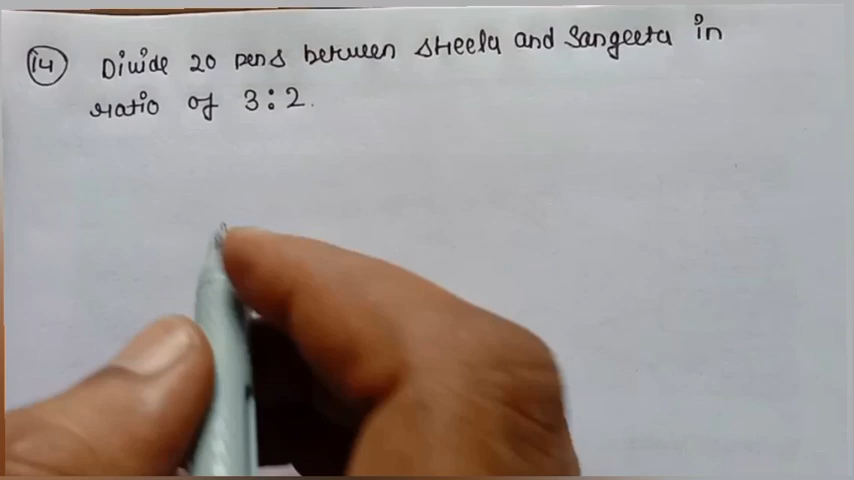 14 Divide 20 pens between Sheela and Sangeeta in
ratio of 3:2.